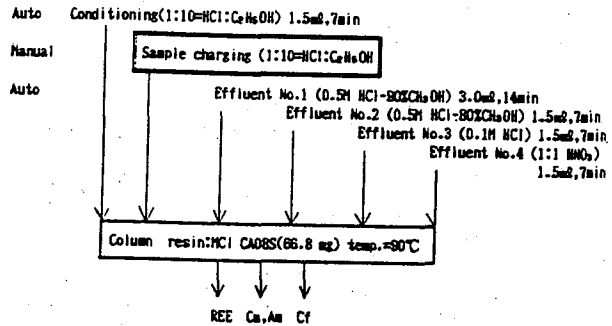 Auto Conditioning(1:10=HCl:C₂H₅OH) 1.5mℓ,7min
Manual Sample charging (1:10=HCl:C₂H₅OH
Auto Effluent No.1 (0.5M HCl-90%CH₃OH) 3.0mℓ,14min
Effluent No.2 (0.5M HCl-80%CH₃OH) 1.5mℓ,7min
Effluent No.3 (0.1M HCl) 1.5mℓ,7min
Effluent No.4 (1:1 HNO₃)
1.5mℓ,7min
Column resin:MCl CA08S(66.8 mg) temp.=90℃
REE Cm,Am Cf